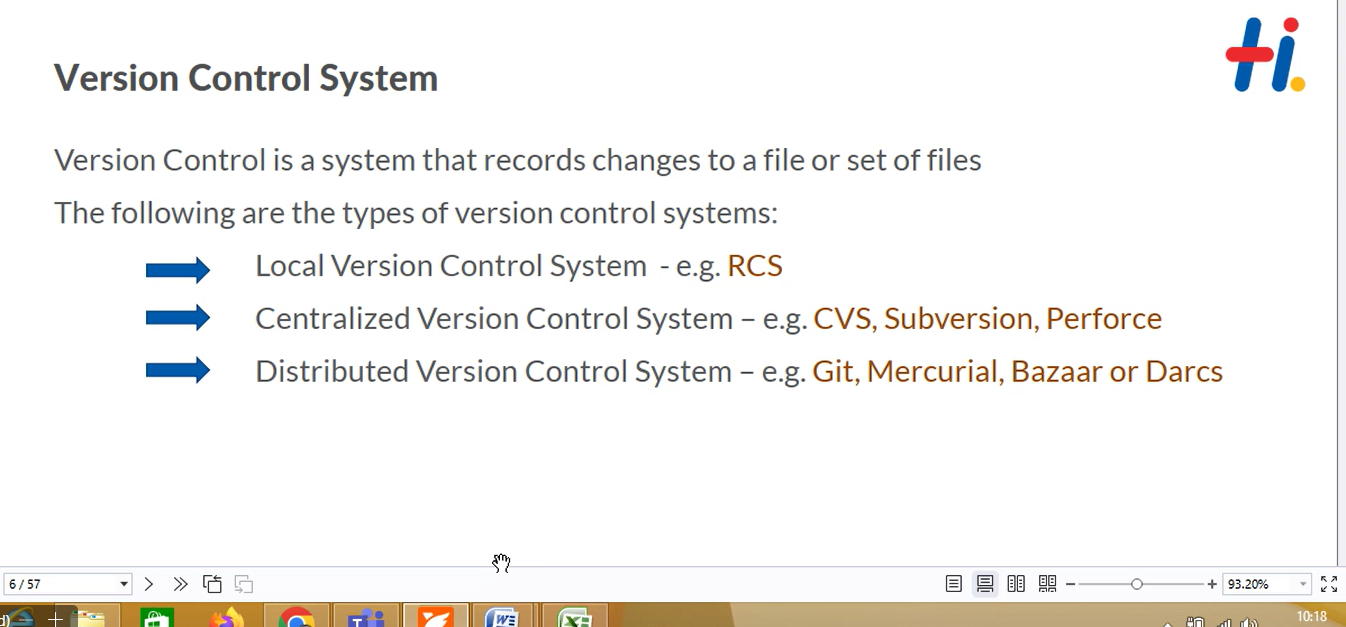 Version Control System
Version Control is a system that records changes to a file or set of files
The following are the types of version control systems:
Local Version Control System - e.g. RCS
Centralized Version Control System – e.g. CVS, Subversion, Perforce
Distributed Version Control System – e.g. Git, Mercurial, Bazaar or Darcs
Hi.
6 / 57
93.20%
10:18